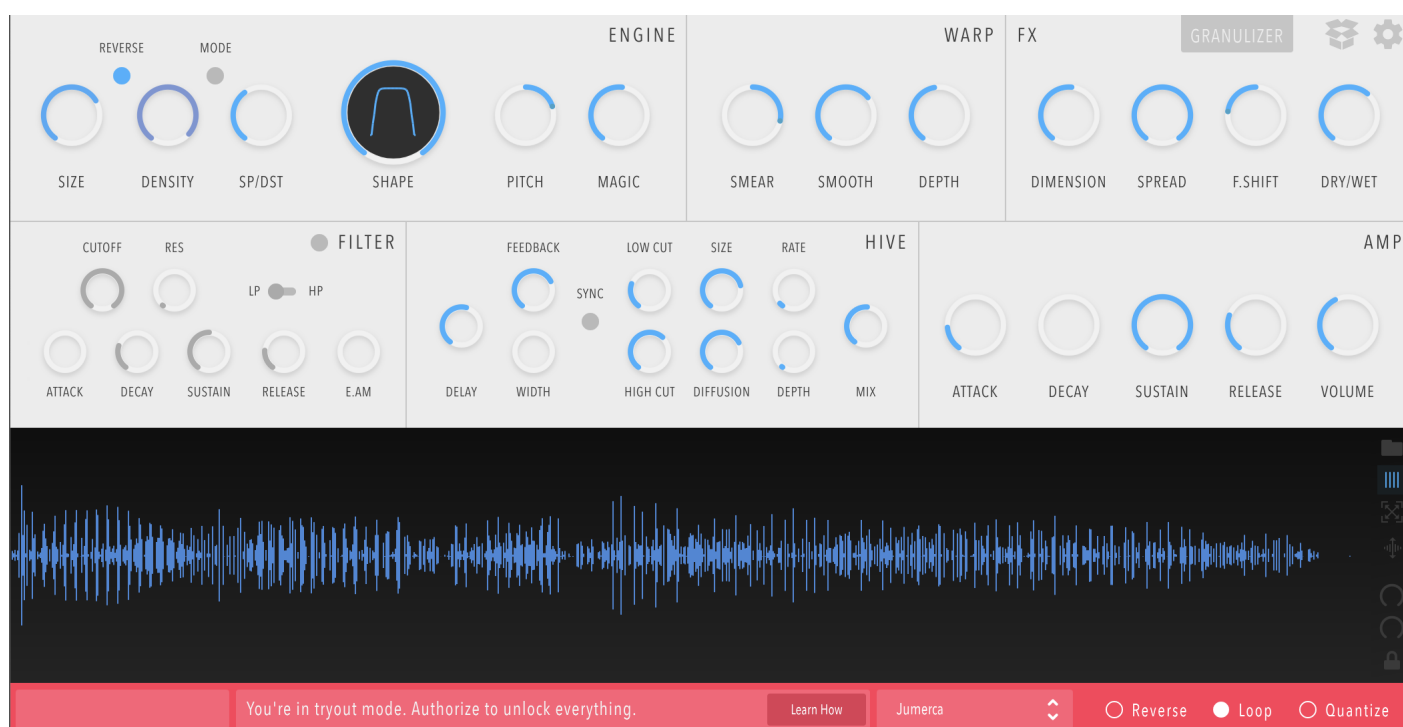 ENGINE
WARP
FX
GRANULIZER
REVERSE
MODE
SIZE
DENSITY
SP/DST
SHAPE
PITCH
MAGIC
SMEAR
SMOOTH
DEPTH
DIMENSION
SPREAD
F.SHIFT
DRY/WET
FILTER
CUTOFF
RES
LP
HP
ATTACK
DECAY
SUSTAIN
RELEASE
E.AM
HIVE
FEEDBACK
LOW CUT
SIZE
RATE
SYNC
DELAY
WIDTH
HIGH CUT
DIFFUSION
DEPTH
MIX
AMP
ATTACK
DECAY
SUSTAIN
RELEASE
VOLUME
You're in tryout mode. Authorize to unlock everything.
Learn How
Jumerca
Reverse
Loop
Quantize